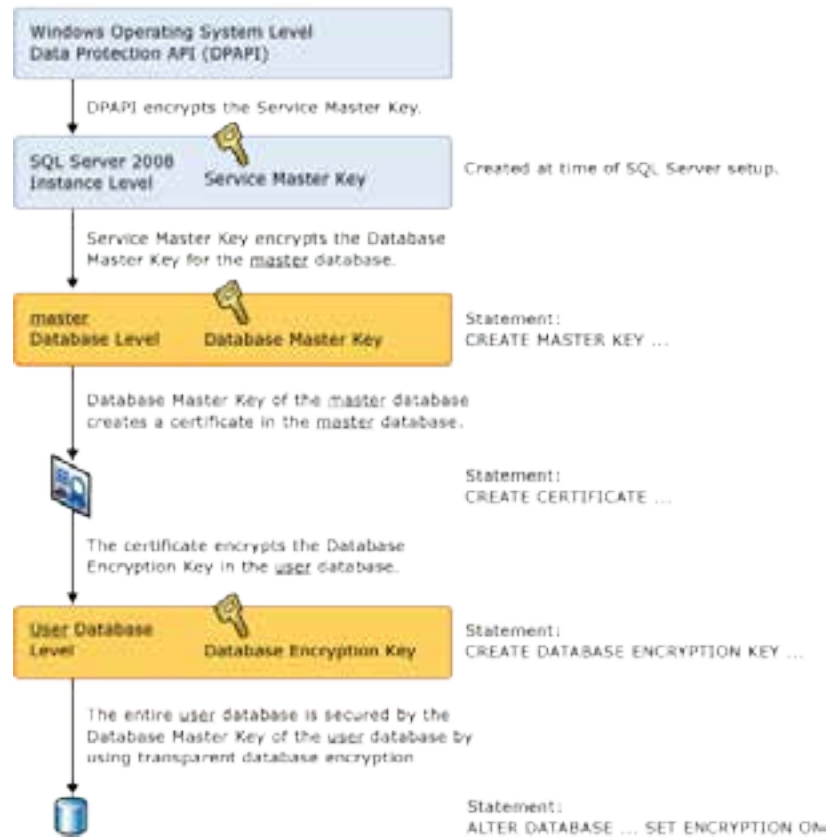 Windows Operating System Level
Data Protection API (DPAPI)
DPAPI encrypts the Service Master Key.
SQL Server 2008
Instance Level
Service Master Key
Created at time of SQL Server setup.
Service Master Key encrypts the Database
Master Key for the master database.
master
Database Level
Database Master Key
Statement:
CREATE MASTER KEY ...
Database Master Key of the master database
creates a certificate in the master database.
Statement:
CREATE CERTIFICATE ...
The certificate encrypts the Database
Encryption Key in the user database.
User Database
Level
Database Encryption Key
Statement:
CREATE DATABASE ENCRYPTION KEY ...
The entire user database is secured by the
Database Master Key of the user database by
using transparent database encryption
Statement:
ALTER DATABASE ... SET ENCRYPTION ON